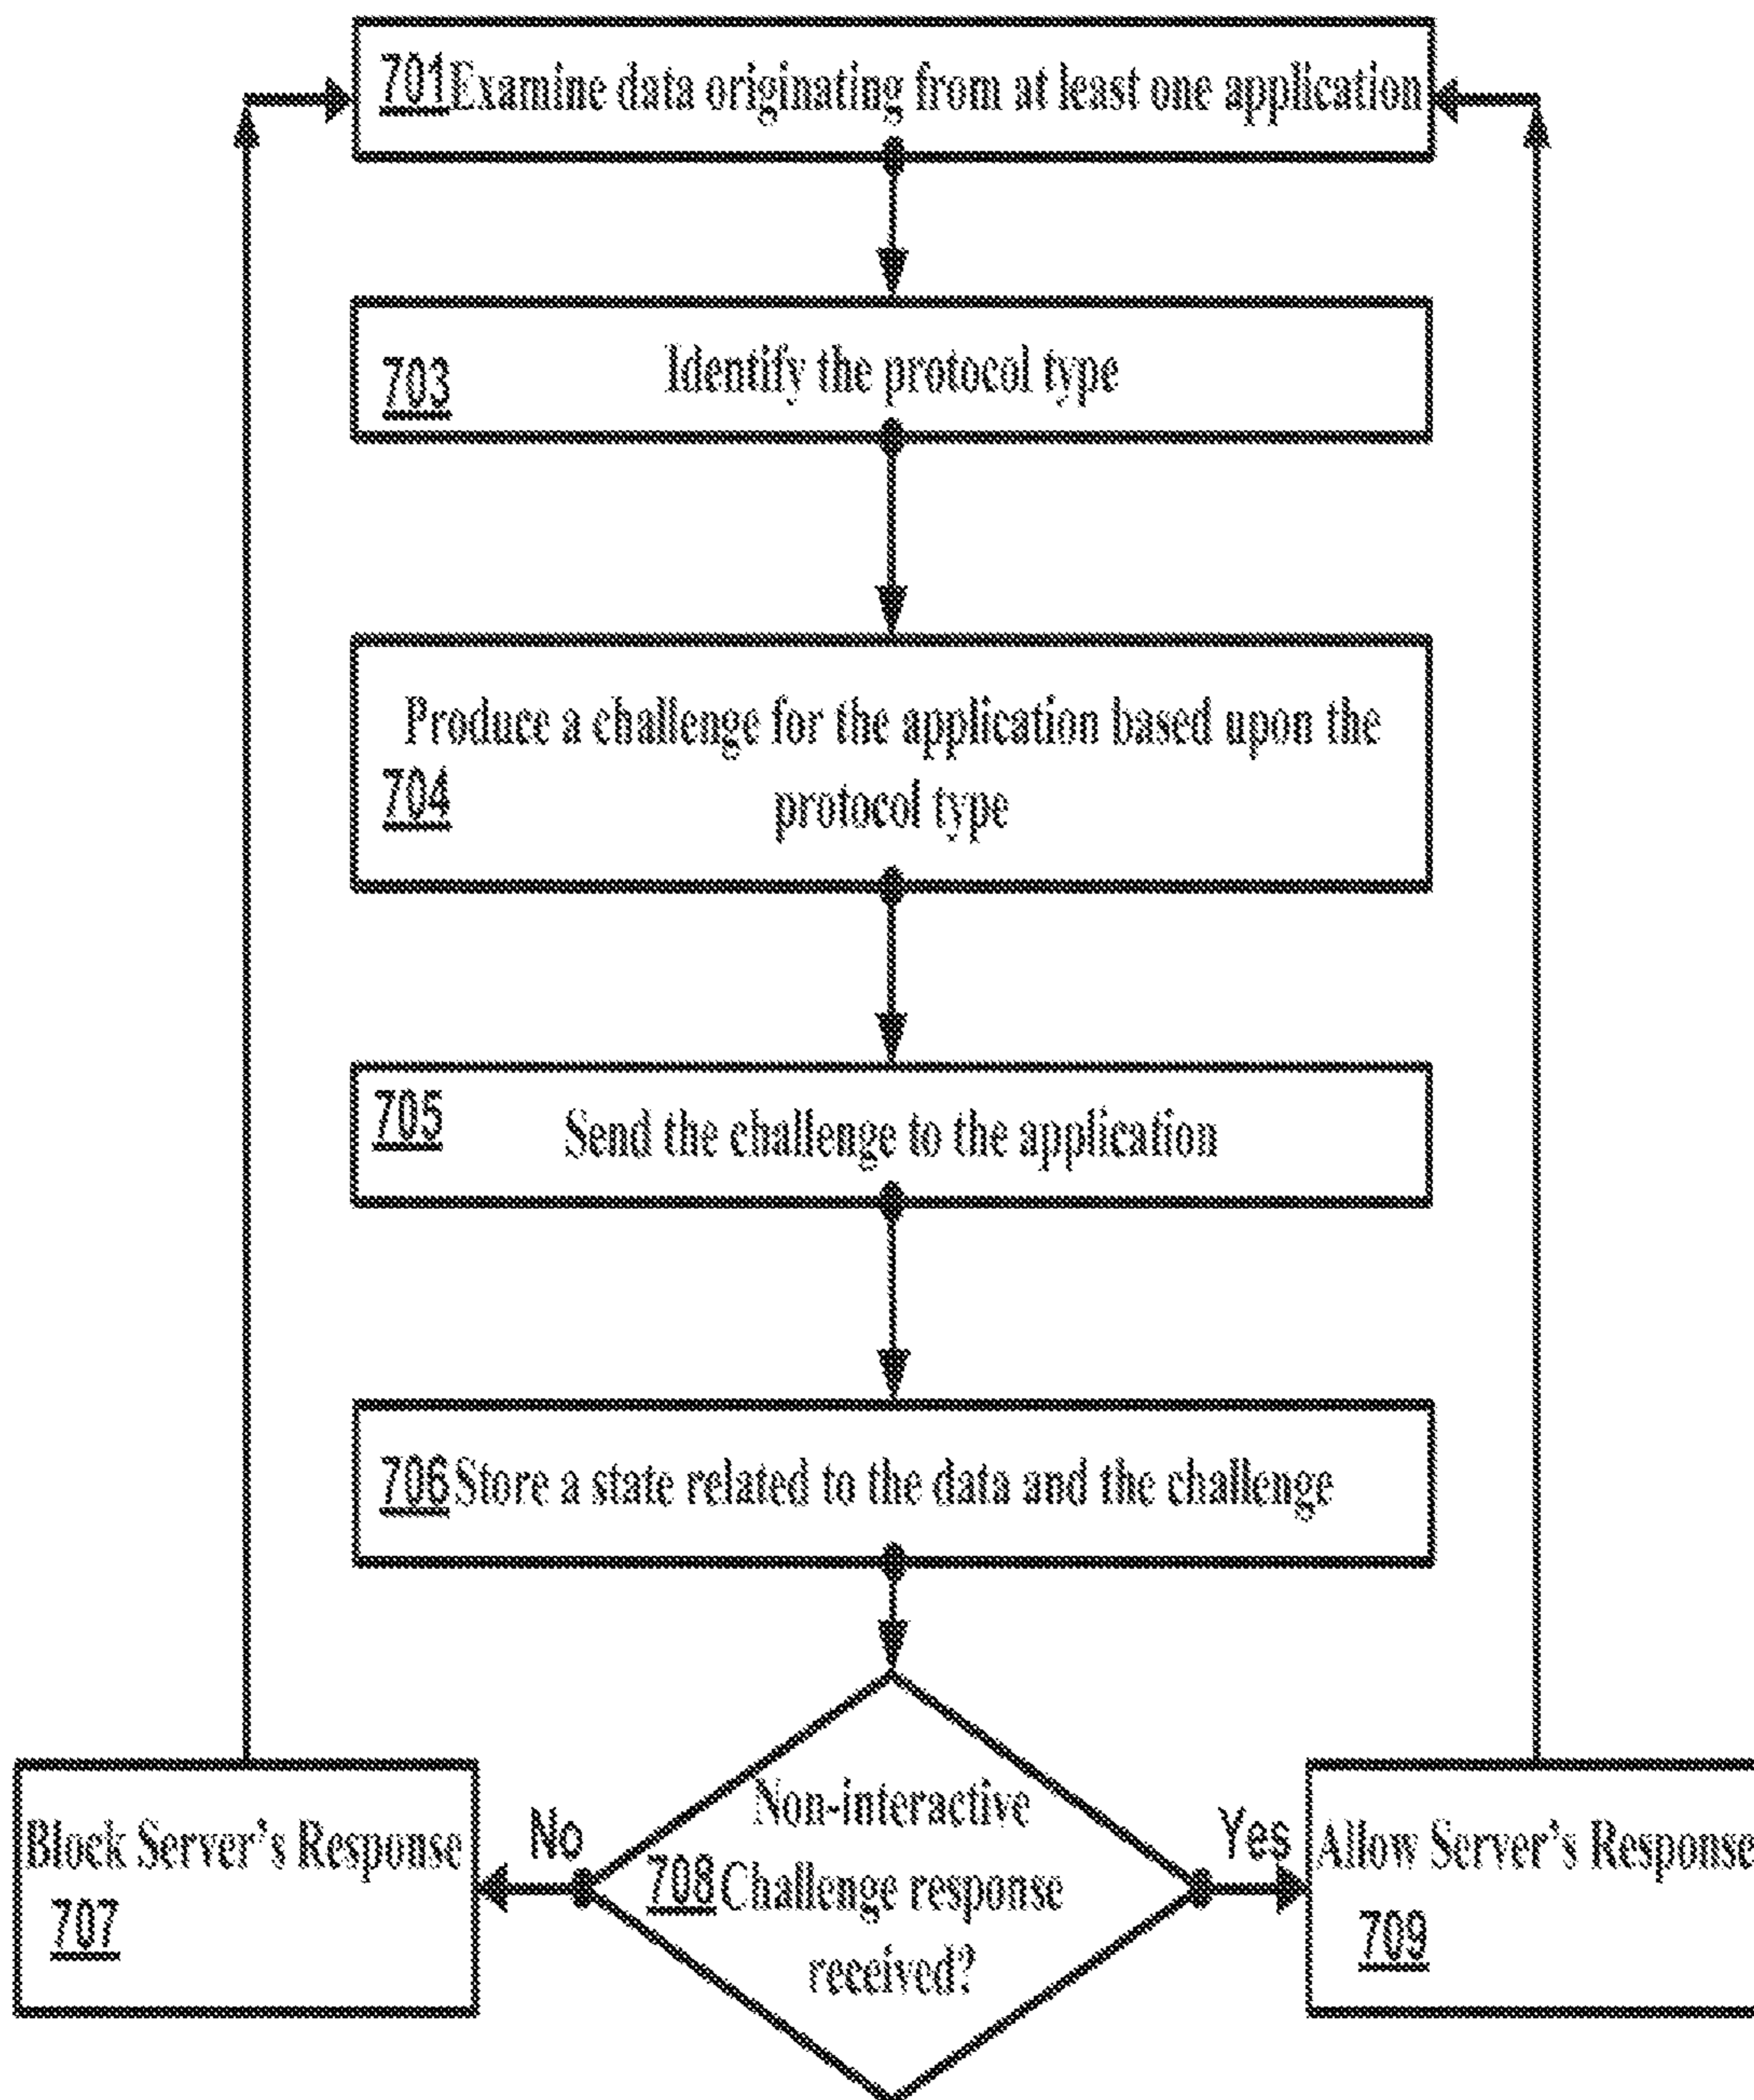 701 Examine data originating from at least one application
703 Identify the protocol type
Produce a challenge for the application based upon the
704 protocol type
705 Send the challenge to the application
706 Store a state related to the data and the challenge
Block Server's Response
707
No
Non-interactive
708 Challenge response
received?
Yes
Allow Server's Response
709